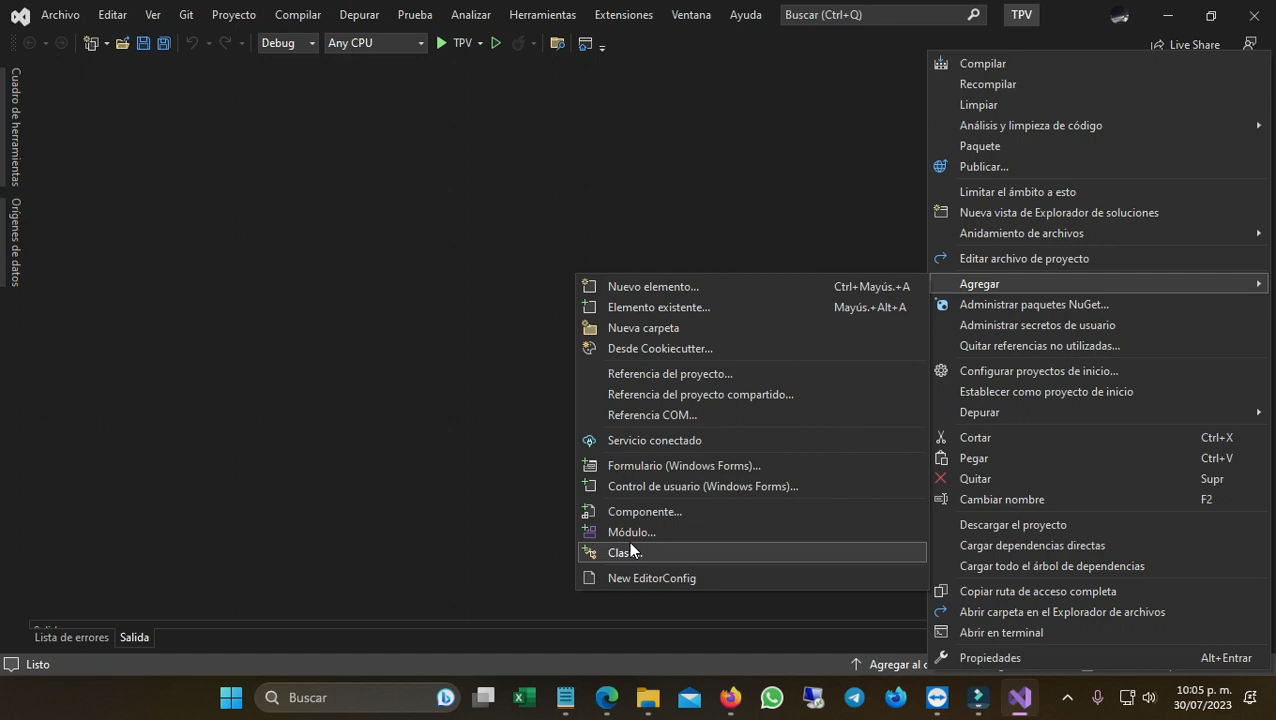 Archivo Editar Ver Git Proyecto Compilar Depurar Prueba Analizar Herramientas Extensiones Ventana Ayuda Buscar (Ctrl+Q) TPV
Debug Any CPU TPV Live Share
Cuadro de herramientas
Orígenes de datos
Compilar
Recompilar
Limpiar
Análisis y limpieza de código
Paquete
Publicar...
Limitar el ámbito a esto
Nueva vista de Explorador de soluciones
Anidamiento de archivos
Editar archivo de proyecto
Agregar
Administrar paquetes NuGet...
Administrar secretos de usuario
Quitar referencias no utilizadas...
Configurar proyectos de inicio...
Establecer como proyecto de inicio
Depurar
Cortar Ctrl+X
Pegar Ctrl+V
Quitar Supr
Cambiar nombre F2
Descargar el proyecto
Cargar dependencias directas
Cargar todo el árbol de dependencias
Copiar ruta de acceso completa
Abrir carpeta en el Explorador de archivos
Abrir en terminal
Propiedades Alt+Entrar
Nuevo elemento... Ctrl+Mayús.+A
Elemento existente... Mayús.+Alt+A
Nueva carpeta
Desde Cookiecutter...
Referencia del proyecto...
Referencia del proyecto compartido...
Referencia COM...
Servicio conectado
Formulario (Windows Forms)...
Control de usuario (Windows Forms)...
Componente...
Módulo...
New EditorConfig
Lista de errores Salida
Listo Agregar al
Buscar
10:05 p. m.
30/07/2023